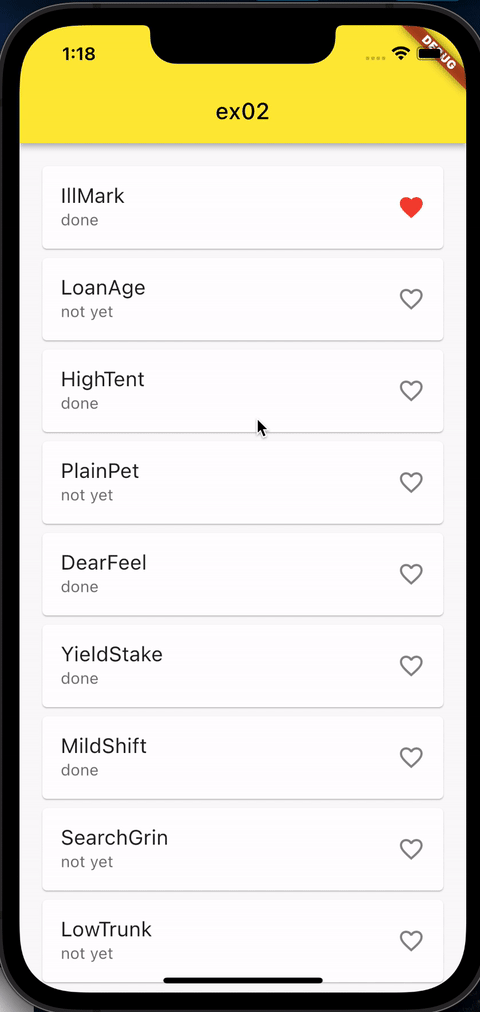 1:18
DEBUG
ex02
IllMark
done
LoanAge
not yet
HighTent
done
PlainPet
not yet
DearFeel
done
YieldStake
done
MildShift
done
SearchGrin
not yet
LowTrunk
not yet